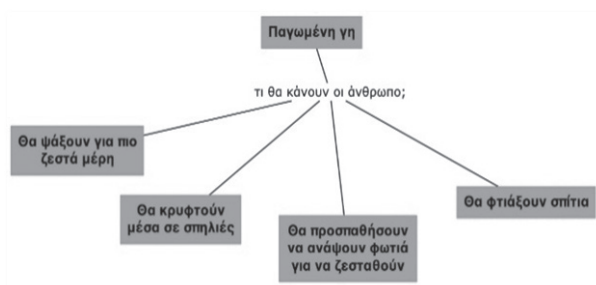 Παγωμένη γη
τι θα κάνουν οι άνθρωπο;
Θα ψάξουν για πιο
ζεστά μέρη
Θα κρυφτούν
μέσα σε σπηλιές
Θα προσπαθήσουν
να ανάψουν φωτιά
για να ζεσταθούν
Θα φτιάξουν σπίτια